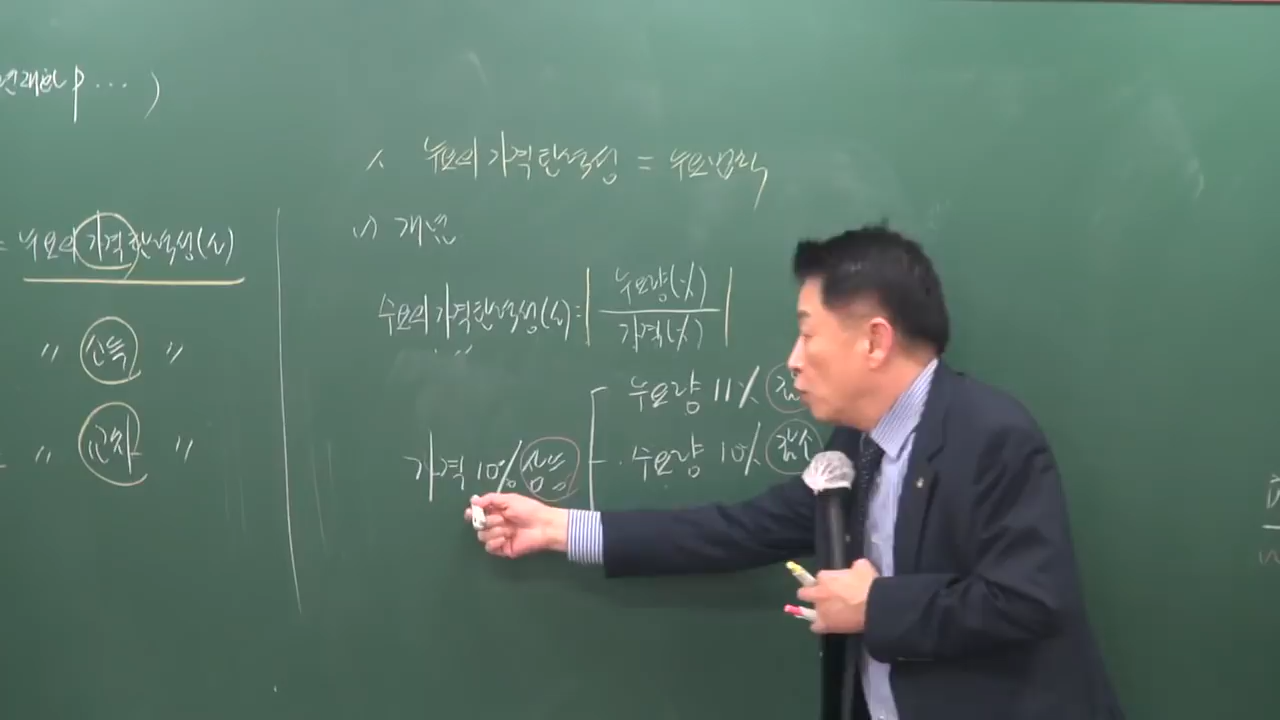 P … )
= 수요의 가격탄력성(ε)
〃 소득 〃
〃 교차 〃
1. 수요의 가격탄력성 = 수요법칙
(1) 개념
수요의 가격탄력성(ε) = | 수요량(%) / 가격(%) |
가격 10% 상승
수요량 11%
수요량 10% 감소